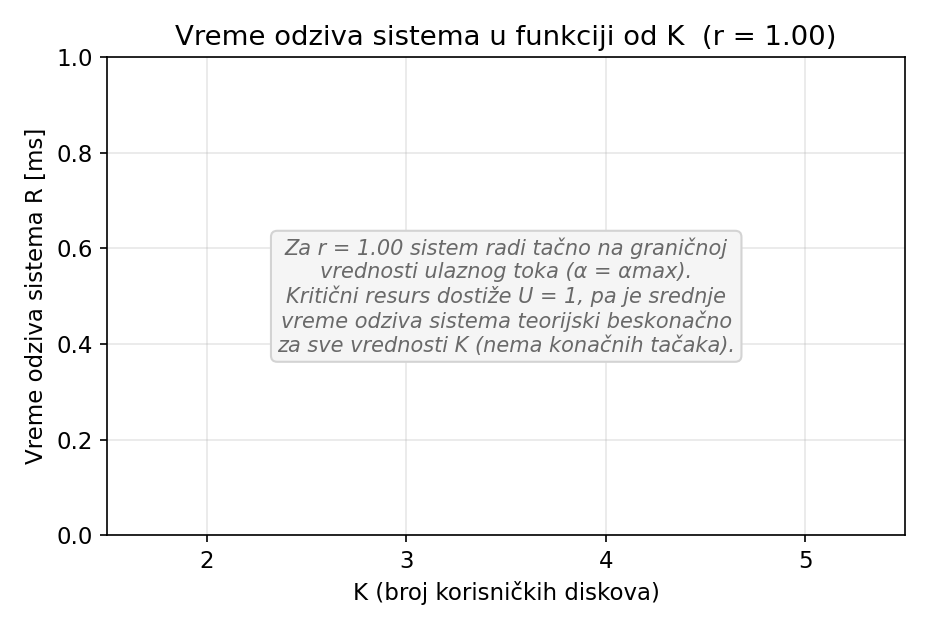 Vreme odziva sistema u funkciji od K (r = 1.00)
Vreme odziva sistema R [ms]
1.0
0.8
0.6
0.4
0.2
0.0
Za r = 1.00 sistem radi tačno na graničnoj
vrednosti ulaznog toka (α = αmax).
Kritični resurs dostiže U = 1, pa je srednje
vreme odziva sistema teorijski beskonačno
za sve vrednosti K (nema konačnih tačaka).
2 3 4 5
K (broj korisničkih diskova)